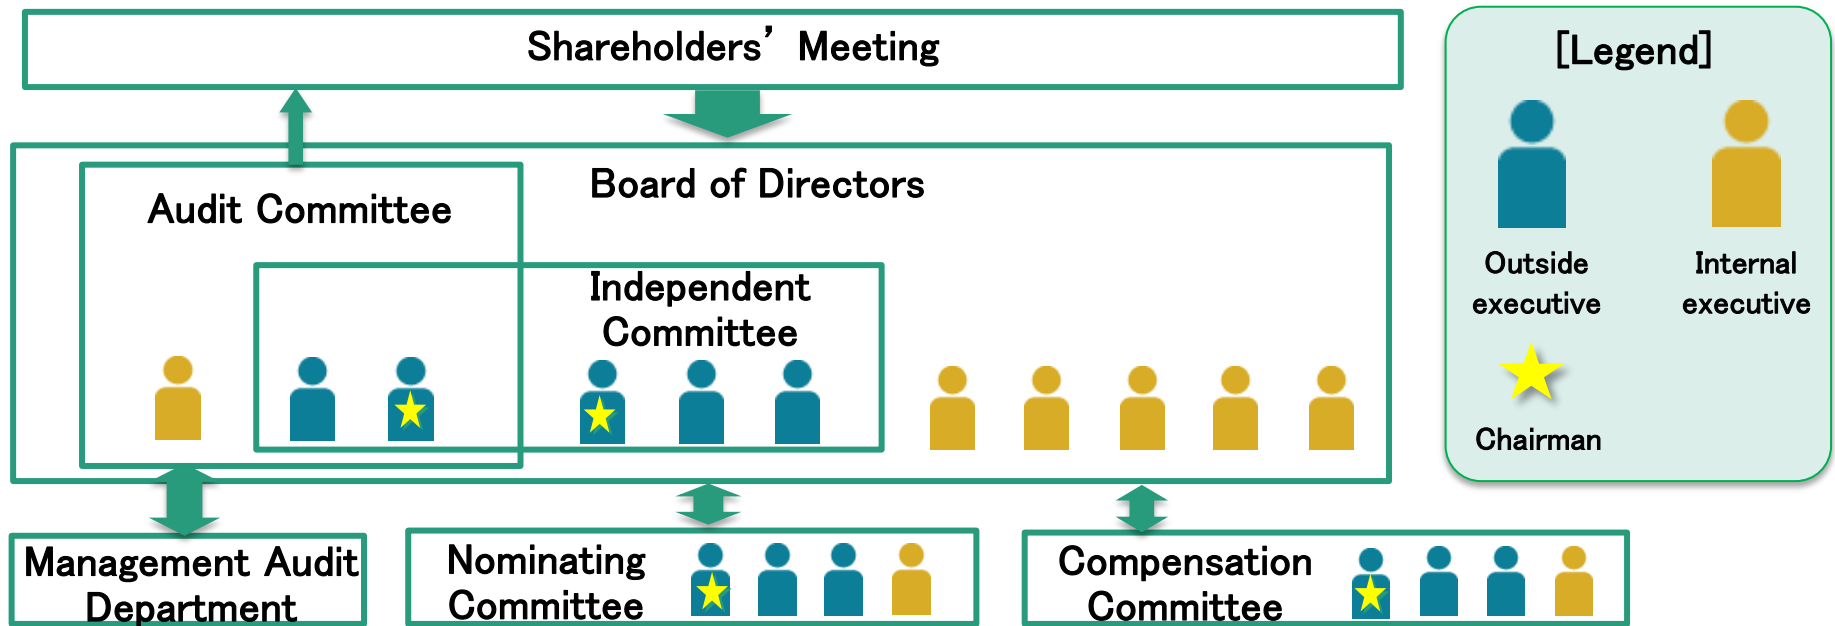 Shareholders’ Meeting
[Legend]
Outside
executive
Internal
executive
Chairman
Board of Directors
Audit Committee
Independent
Committee
Management Audit
Department
Nominating
Committee
Compensation
Committee